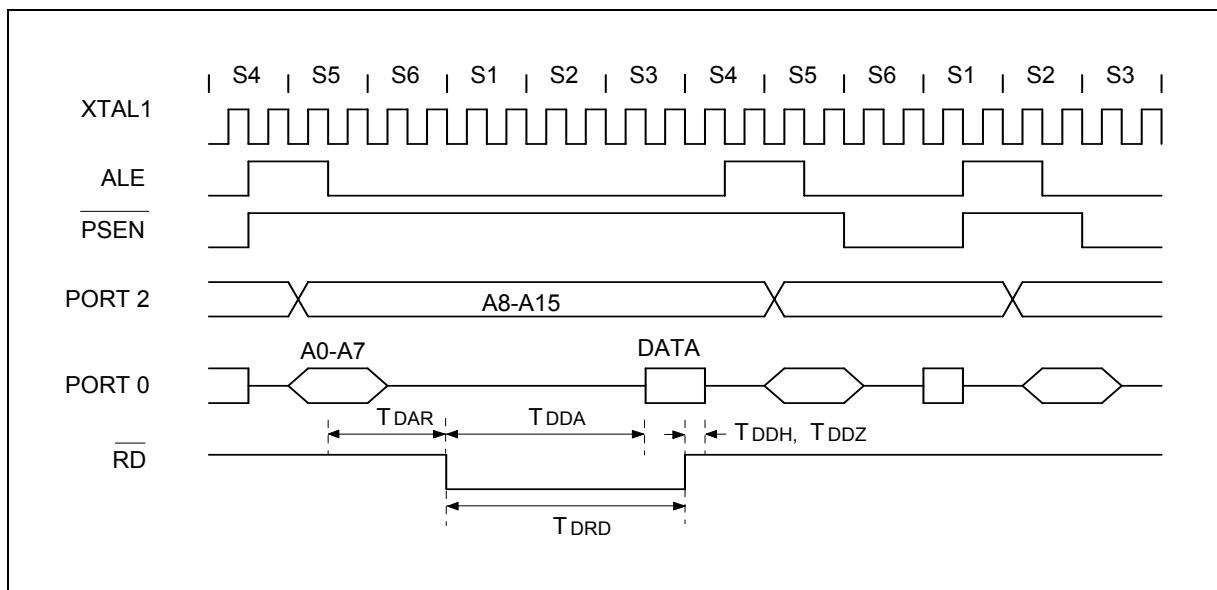 S4 S5 S6 S1 S2 S3 S4 S5 S6 S1 S2 S3
XTAL1
ALE
PSEN
PORT 2
A8-A15
A0-A7
DATA
PORT 0
TDAR
TDDA
TDDH, TDDZ
RD
TDRD